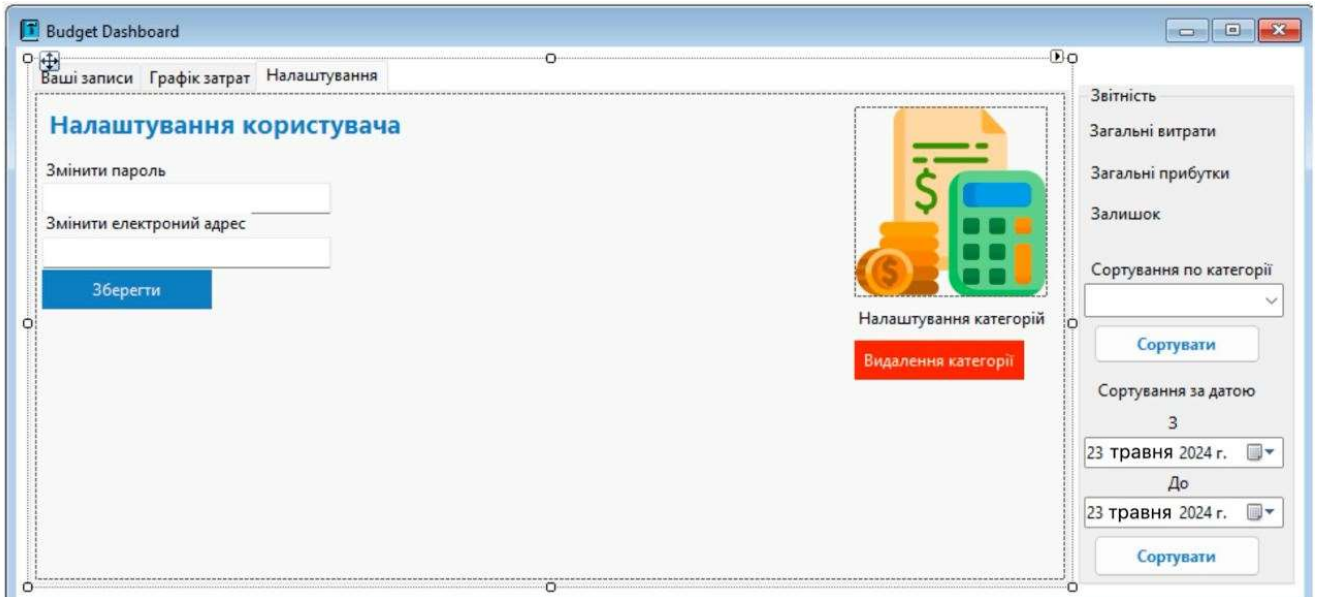 Budget Dashboard
Ваші записи Графік затрат Налаштування
Налаштування користувача
Змінити пароль
Змінити електроний адрес
Зберегти
$
$
Налаштування категорій
Видалення категорії
Звітність
Загальні витрати
Загальні прибутки
Залишок
Сортування по категорії
Сортувати
Сортування за датою
З
23 травня 2024 г.
До
23 травня 2024 г.
Сортувати